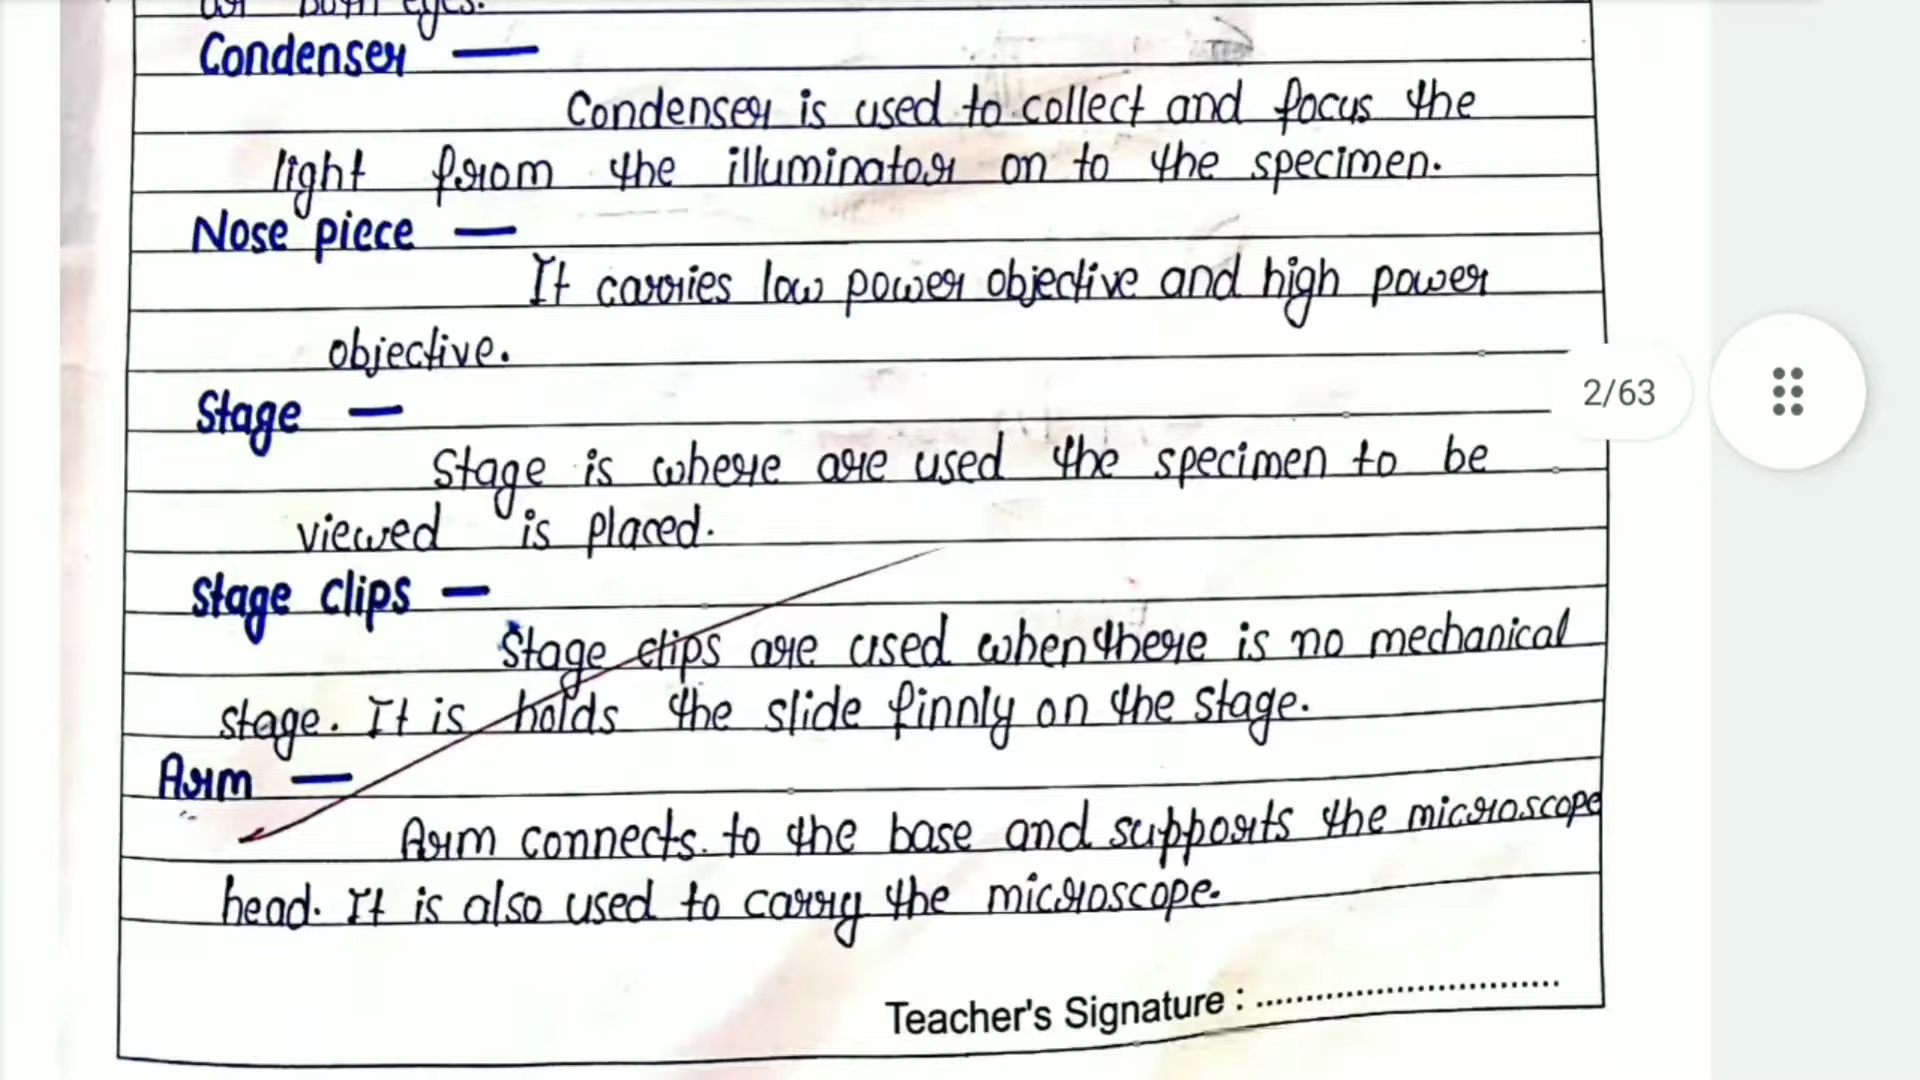 both eyes.
Condenser —
Condenser is used to collect and focus the
light from the illuminator on to the specimen.
Nose piece —
It carries low power objective and high power
objective.
2/63
Stage —
Stage is where are used the specimen to be
viewed is placed.
Stage clips —
Stage clips are used when there is no mechanical
stage. It is holds the slide finnly on the stage.
Arm —
Arm connects to the base and supports the microscope
head. It is also used to carry the microscope.
Teacher's Signature : ..............................